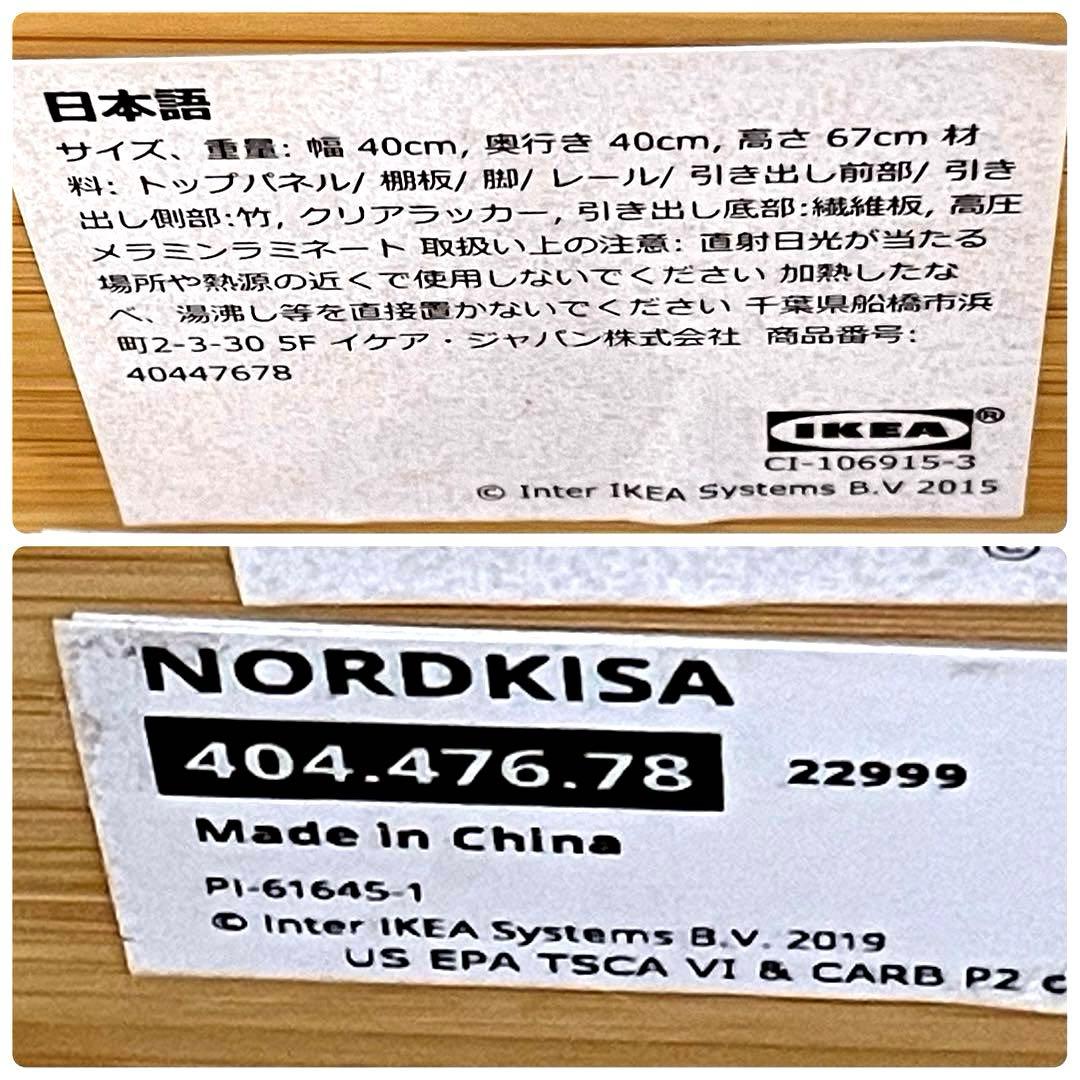 日本語
サイズ、重量: 幅 40cm, 奥行き 40cm, 高さ 67cm 材
料: トップパネル/ 棚板/ 脚/ レール/ 引き出し前部/ 引き
出し側部:竹, クリアラッカー, 引き出し底部:繊維板, 高圧
メラミンラミネート 取扱い上の注意: 直射日光が当たる
場所や熱源の近くで使用しないでください 加熱したな
べ、湯沸し等を直接置かないでください 千葉県船橋市浜
町2-3-30 5F イケア・ジャパン株式会社 商品番号:
40447678
IKEA®
CI-106915-3
© Inter IKEA Systems B.V 2015
NORDKISA
404.476.78 22999
Made in China
PI-61645-1
© Inter IKEA Systems B.V. 2019
US EPA TSCA VI & CARB P2 c